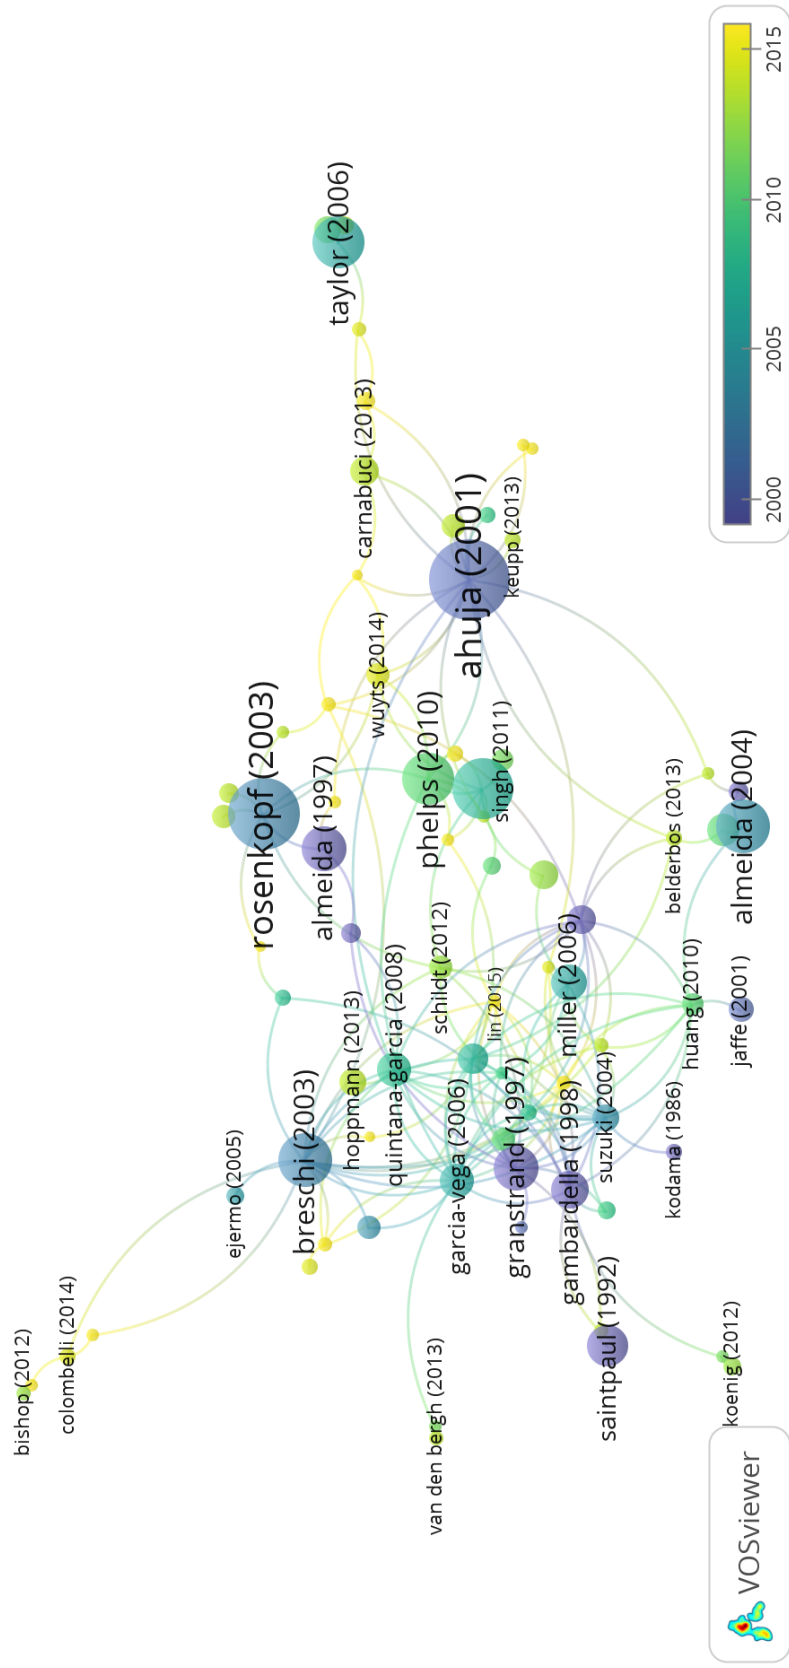 bishop (2012)
colombelli (2014)
ejermo (2005)
rosenkopf (2003)
breschi (2003)
almeida (1997)
taylor (2006)
hoppmann (2013)
carnabuci (2013)
wuyts (2014)
quintana-garcia (2008)
phelps (2010)
van den bergh (2013)
schildt (2012)
garcia-vega (2006)
ahuja (2001)
lin (2015)
singh (2011)
keupp (2013)
granstrand (1997)
miller (2006)
gambardella (1998)
suzuki (2004)
saintpaul (1992)
kodama (1986)
belderbos (2013)
huang (2010)
koenig (2012)
jaffe (2001)
almeida (2004)
VOSviewer
2000
2005
2010
2015